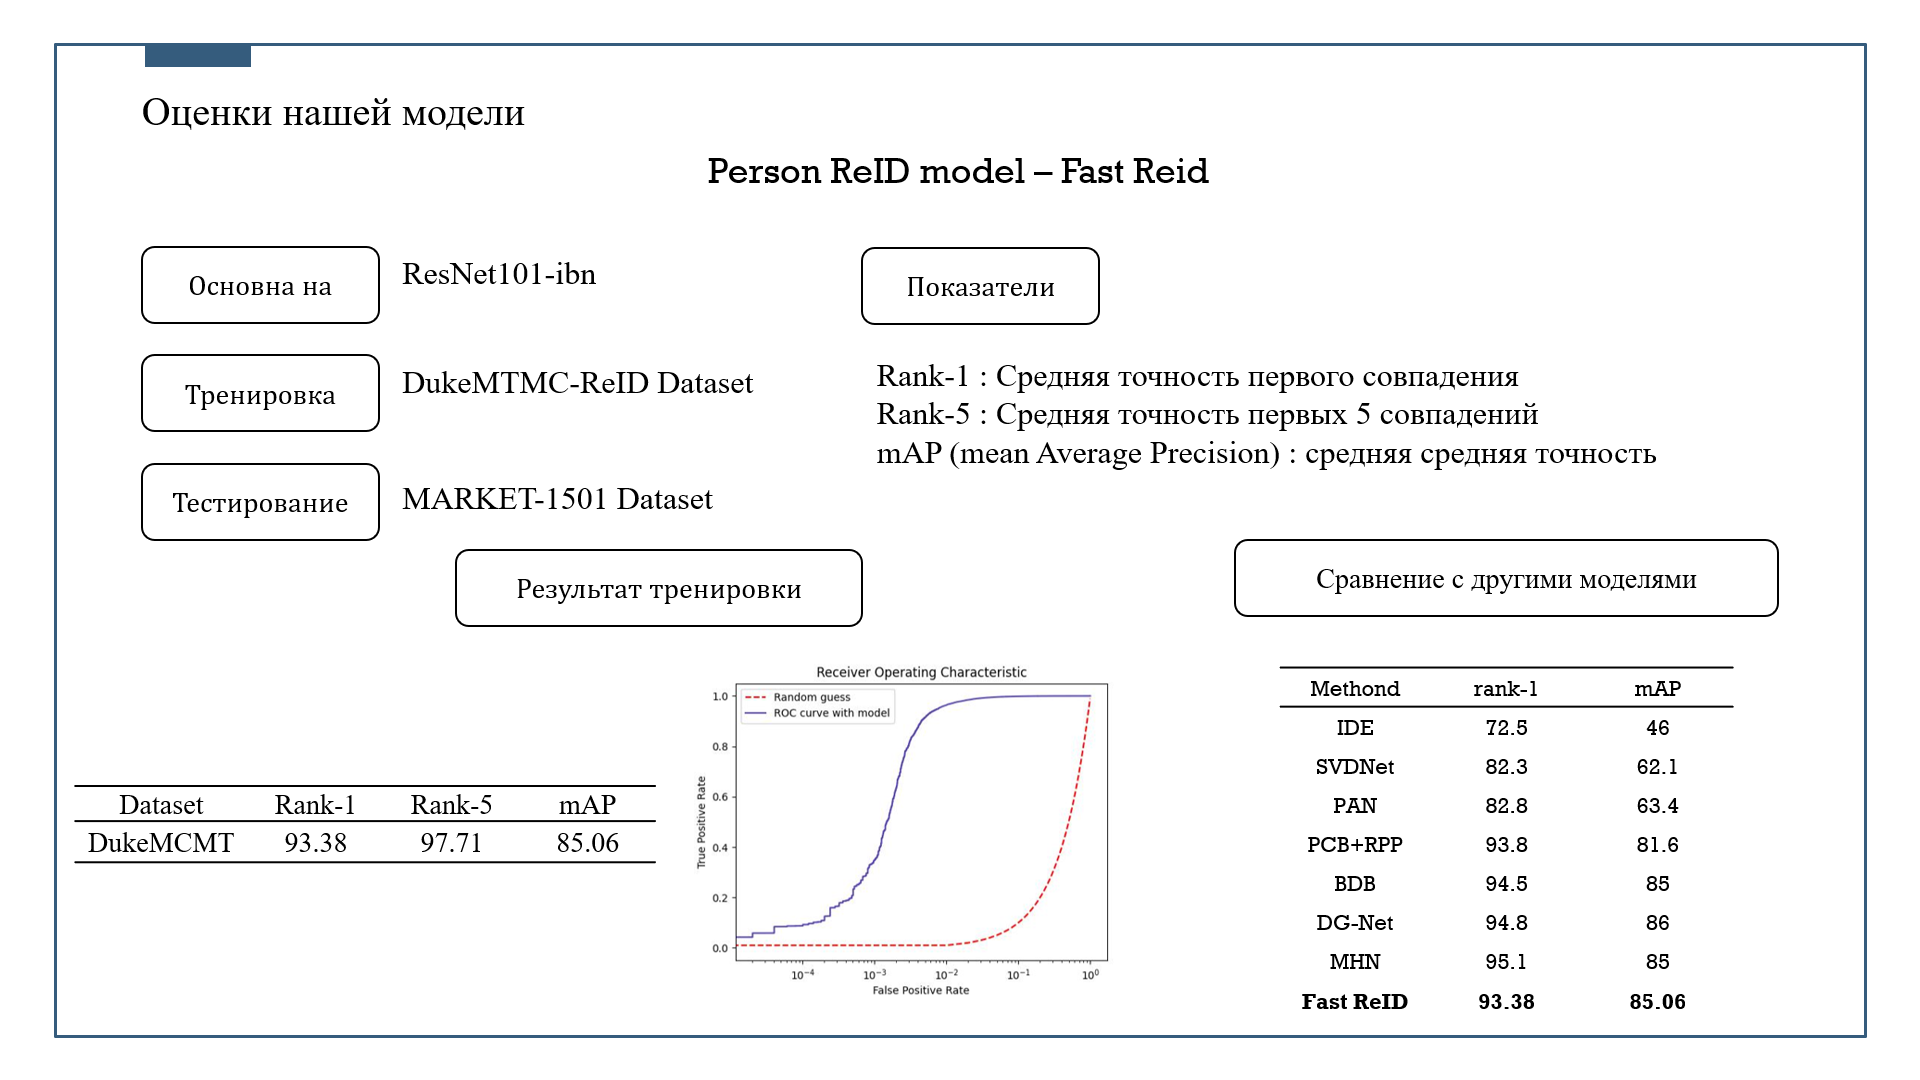 Оценки нашей модели
Person ReID model – Fast Reid
Основна на
ResNet101-ibn
Тренировка
DukeMTMC-ReID Dataset
Тестирование
MARKET-1501 Dataset
Показатели
Rank-1 : Средняя точность первого совпадения
Rank-5 : Средняя точность первых 5 совпадений
mAP (mean Average Precision) : средняя средняя точность
Результат тренировки
Dataset Rank-1 Rank-5 mAP
DukeMCMT 93.38 97.71 85.06
Receiver Operating Characteristic
Random guess
ROC curve with model
True Positive Rate
1.0
0.8
0.6
0.4
0.2
0.0
10⁻⁴ 10⁻³ 10⁻² 10⁻¹ 10⁰
False Positive Rate
Сравнение с другими моделями
Methond rank-1 mAP
IDE 72.5 46
SVDNet 82.3 62.1
PAN 82.8 63.4
PCB+RPP 93.8 81.6
BDB 94.5 85
DG-Net 94.8 86
MHN 95.1 85
Fast ReID 93.38 85.06